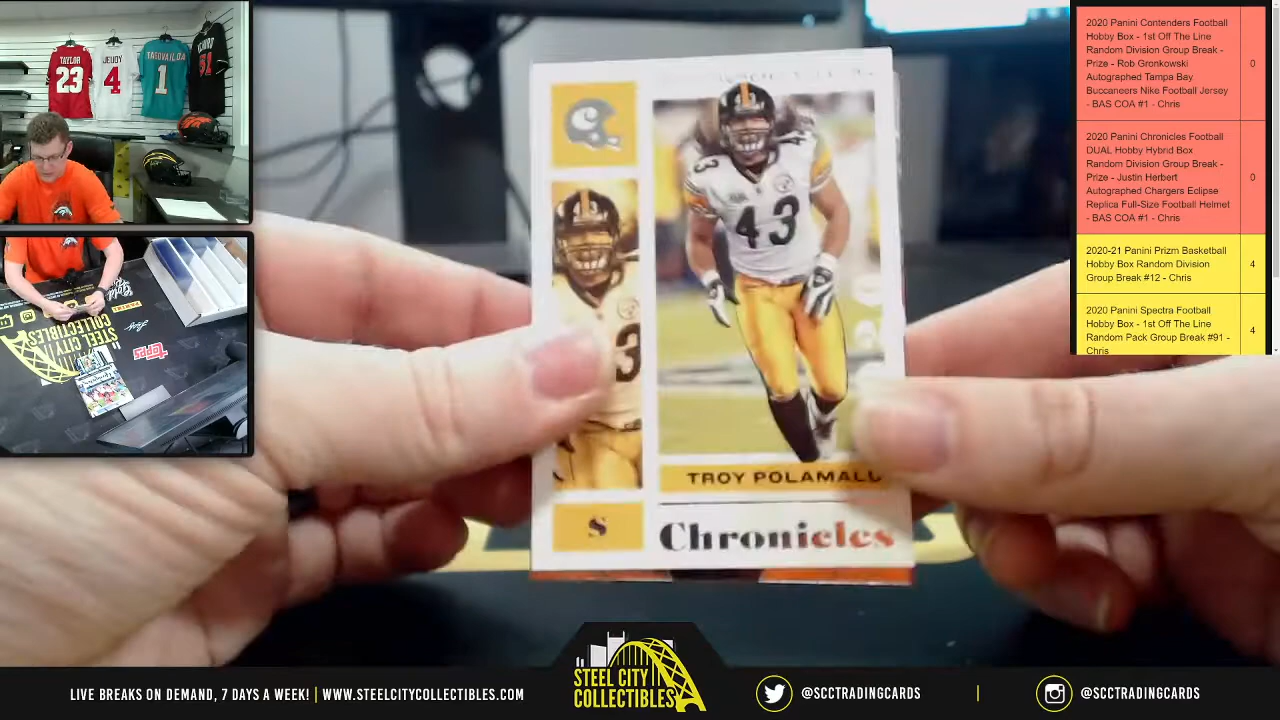 TAYLOR
23
JEUDY
4
TAGOVAILOA
1
STEEL CITY
COLLECTIBLES
Topps
43
3
TROY POLAMALU
S
Chronicles
2020 Panini Contenders Football
Hobby Box - 1st Off The Line
Random Division Group Break -
Prize - Rob Gronkowski
Autographed Tampa Bay
Buccaneers Nike Football Jersey
- BAS COA #1 - Chris
0
2020 Panini Chronicles Football
DUAL Hobby Hybrid Box
Random Division Group Break -
Prize - Justin Herbert
Autographed Chargers Eclipse
Replica Full-Size Football Helmet
- BAS COA #1 - Chris
0
2020-21 Panini Prizm Basketball
Hobby Box Random Division
Group Break #12 - Chris
4
2020 Panini Spectra Football
Hobby Box - 1st Off The Line
Random Pack Group Break #91 -
Chris
4
LIVE BREAKS ON DEMAND, 7 DAYS A WEEK! | WWW.STEELCITYCOLLECTIBLES.COM
STEEL CITY
COLLECTIBLES
@SCCTRADINGCARDS
@SCCTRADINGCARDS